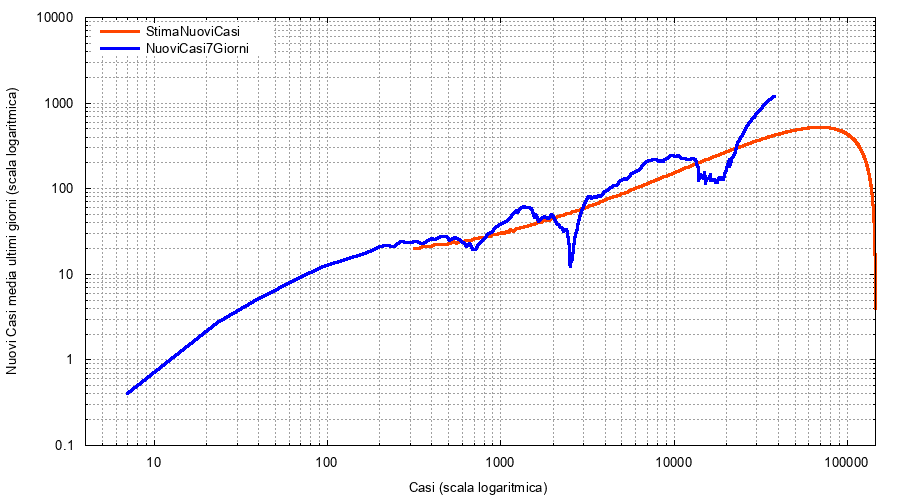 10000
StimaNuoviCasi
NuoviCasi7Giorni
1000
100
10
1
0.1
Nuovi Casi media ultimi giorni (scala logaritmica)
10 100 1000 10000 100000
Casi (scala logaritmica)